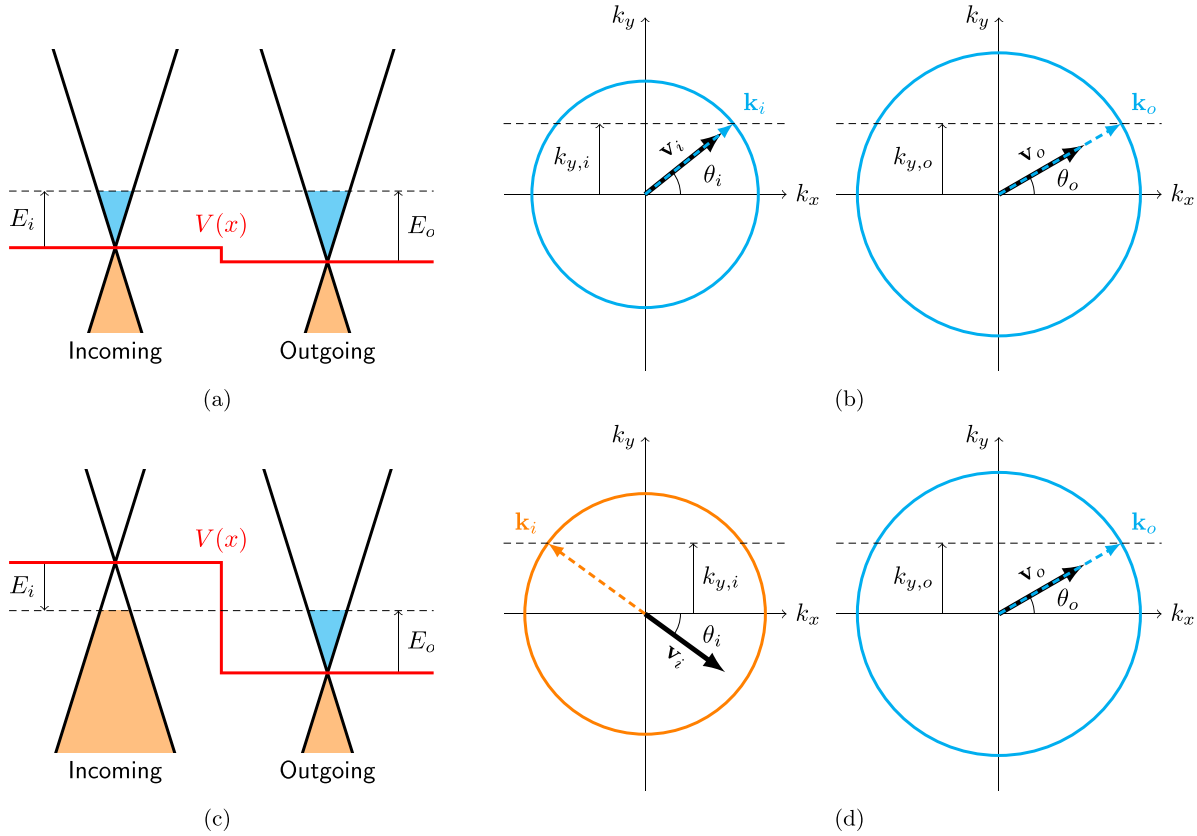 E_i
V(x)
E_o
Incoming
Outgoing
(a)
k_y
k_i
k_{y,i}
v_i
θ_i
k_x
k_y
k_o
k_{y,o}
v_o
θ_o
k_x
(b)
V(x)
E_i
E_o
Incoming
Outgoing
(c)
k_y
k_i
k_{y,i}
k_x
θ_i
v_i
k_y
k_o
k_{y,o}
v_o
θ_o
k_x
(d)